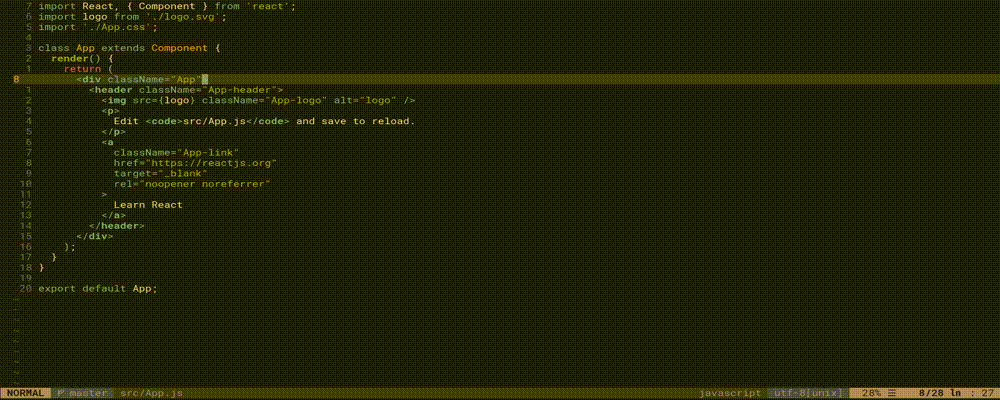 7 import React, { Component } from 'react';
6 import logo from './logo.svg';
5 import './App.css';
4
3 class App extends Component {
2   render() {
1     return (
8       <div className="App">
1         <header className="App-header">
2           <img src={logo} className="App-logo" alt="logo" />
3           <p>
4             Edit <code>src/App.js</code> and save to reload.
5           </p>
6           <a
7             className="App-link"
8             href="https://reactjs.org"
9             target="_blank"
10             rel="noopener noreferrer"
11           >
12             Learn React
13           </a>
14         </header>
15       </div>
16     );
17   }
18 }
19
20 export default App;
~
~
~
~
~
~
~
~
~
NORMAL master src/App.js javascript utf-8[unix] 28% ☰ 8/28 ln : 27